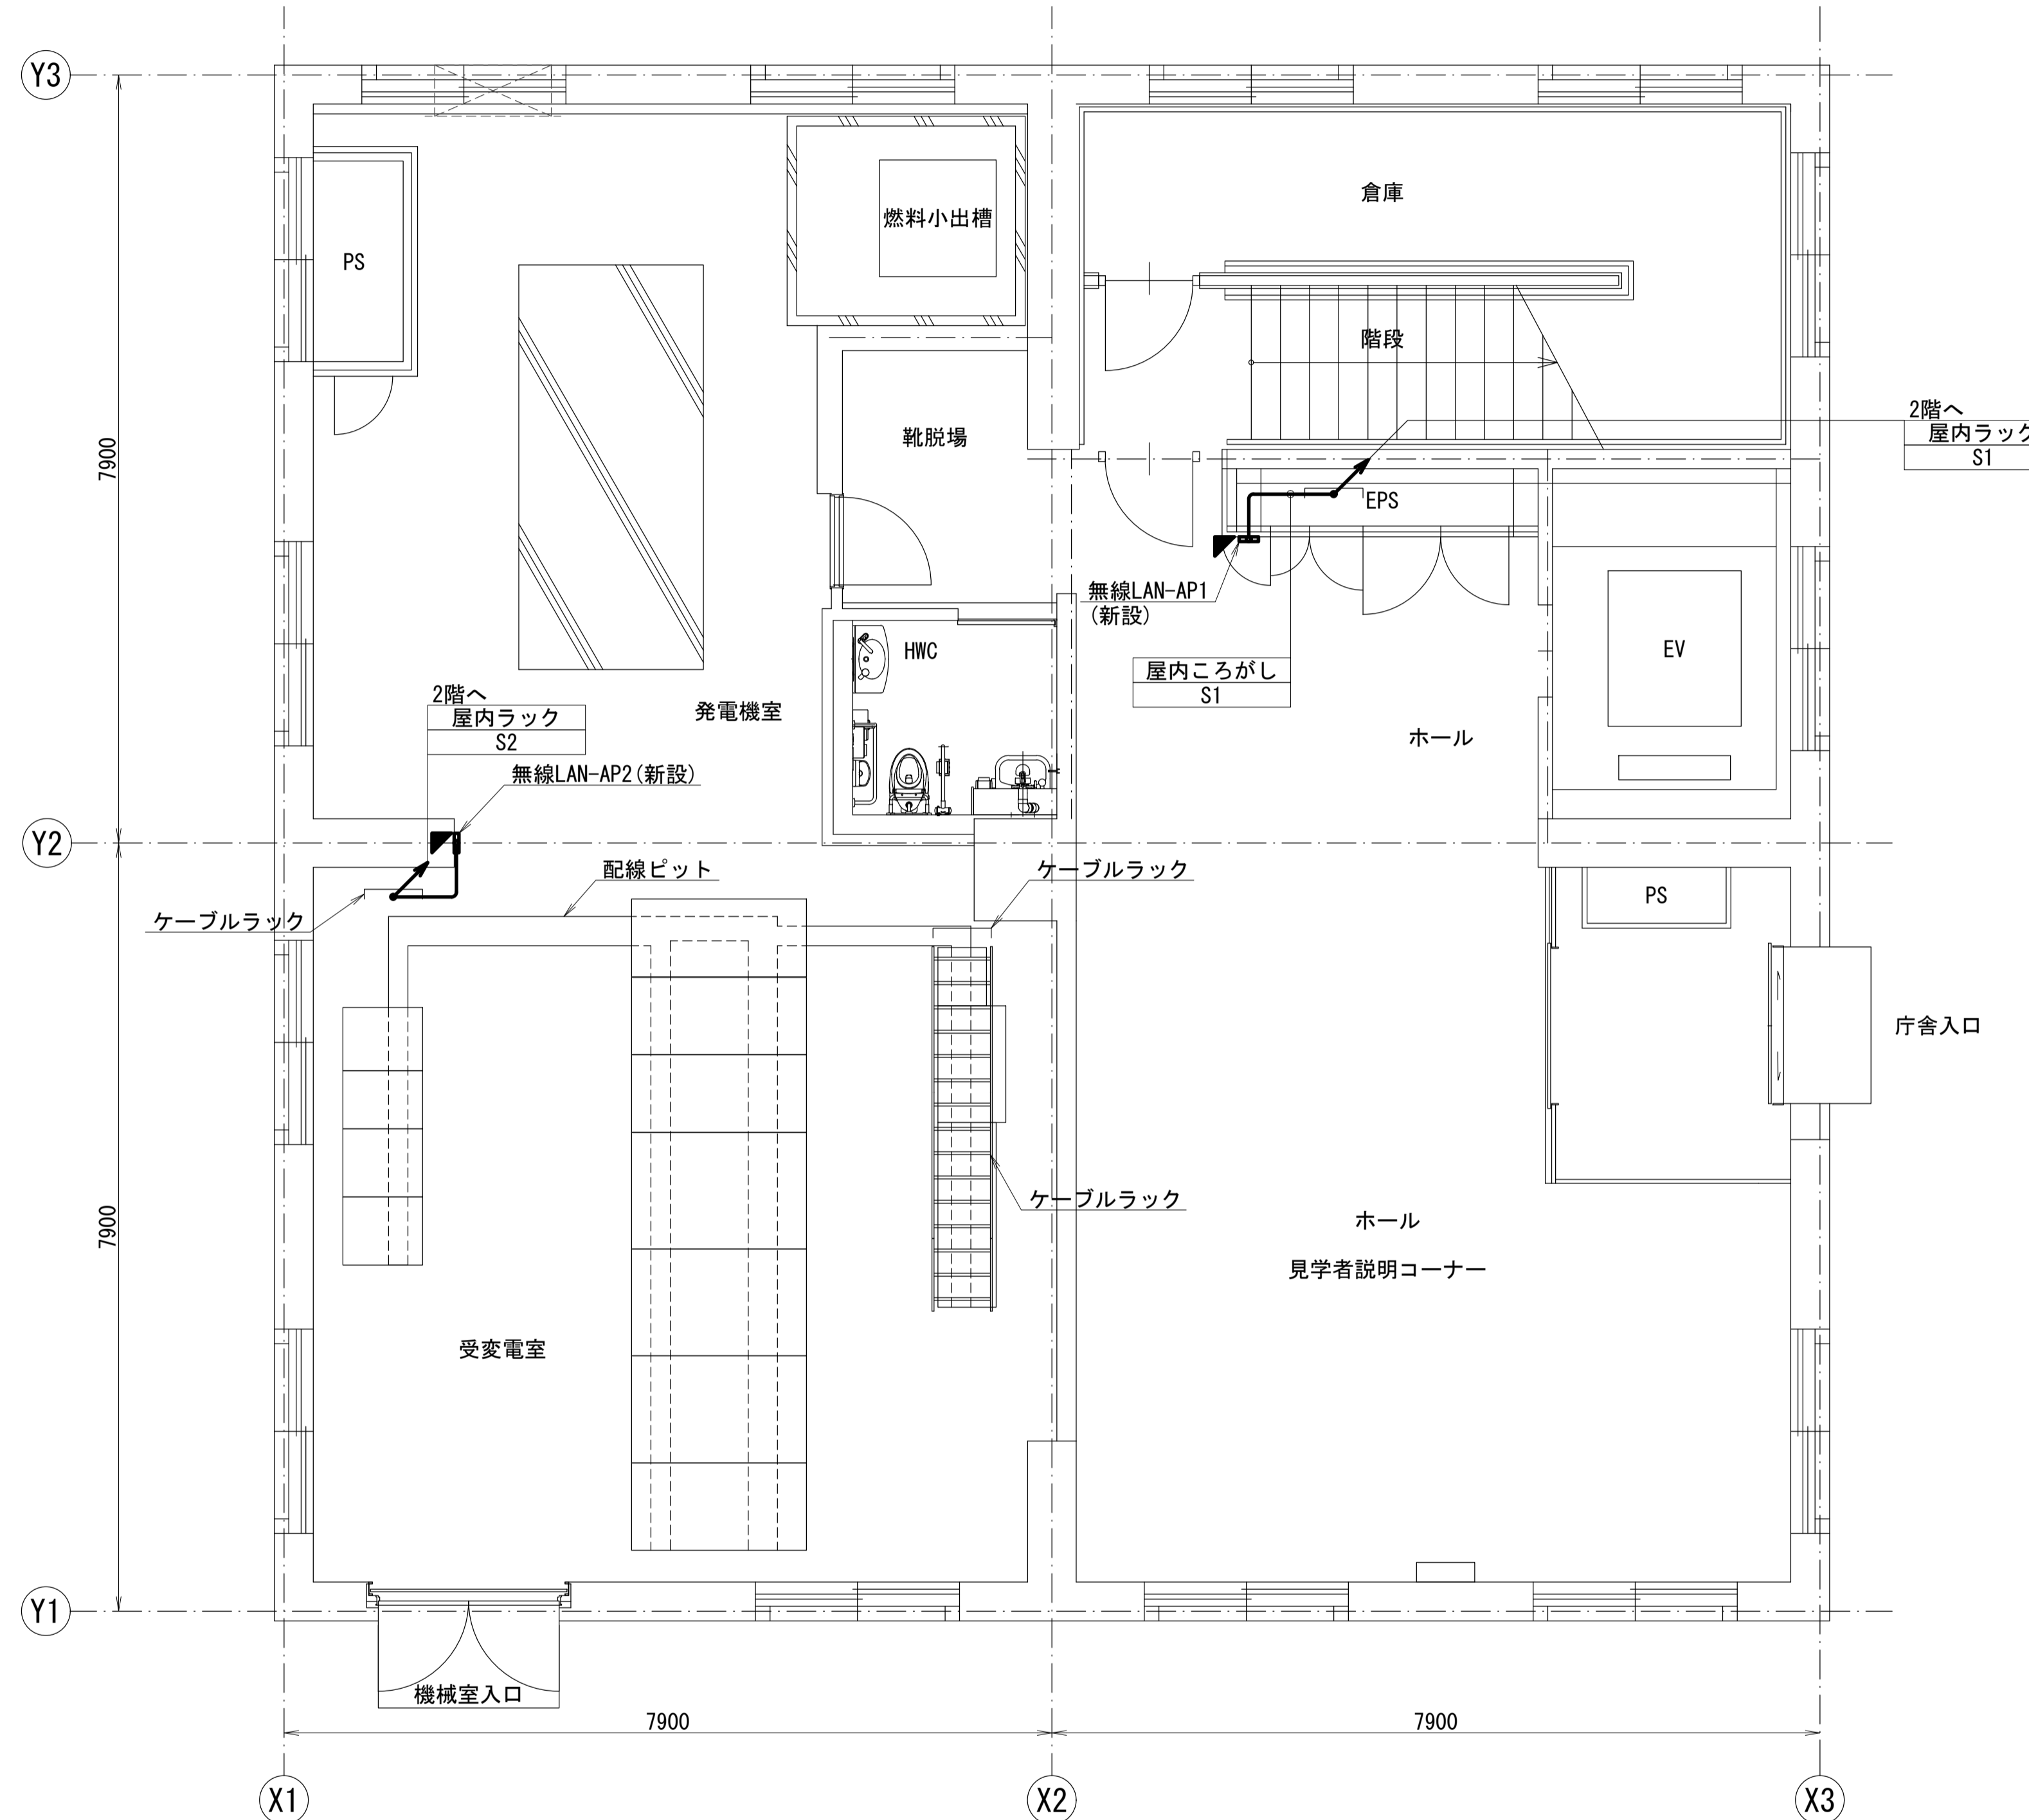 Y3
倉庫
燃料小出槽
PS
階段
2階へ
屋内ラック
S1
7900
靴脱場
EPS
無線LAN-AP1
(新設)
HWC
EV
屋内ころがし
S1
2階へ
屋内ラック
S2
発電機室
ホール
無線LAN-AP2(新設)
Y2
配線ピット
ケーブルラック
ケーブルラック
PS
庁舎入口
7900
ケーブルラック
ホール
見学者説明コーナー
受変電室
Y1
機械室入口
7900
7900
X1
X2
X3